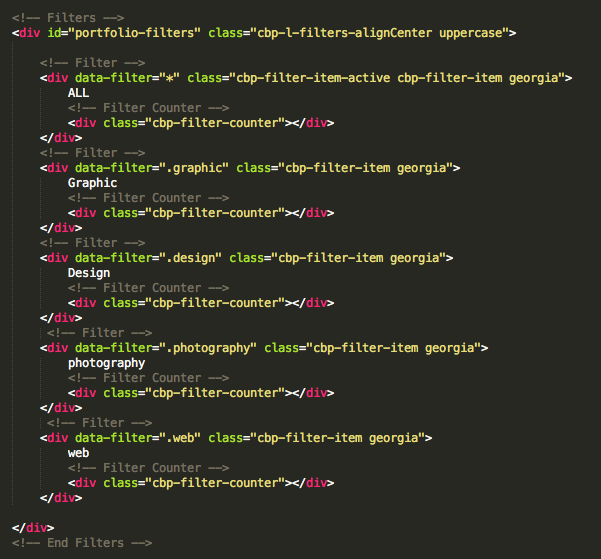 <!-- Filters -->
<div id="portfolio-filters" class="cbp-l-filters-alignCenter uppercase">
<!-- Filter -->
<div data-filter="*" class="cbp-filter-item-active cbp-filter-item georgia">
ALL
<!-- Filter Counter -->
<div class="cbp-filter-counter"></div>
</div>
<!-- Filter -->
<div data-filter=".graphic" class="cbp-filter-item georgia">
Graphic
<!-- Filter Counter -->
<div class="cbp-filter-counter"></div>
</div>
<!-- Filter -->
<div data-filter=".design" class="cbp-filter-item georgia">
Design
<!-- Filter Counter -->
<div class="cbp-filter-counter"></div>
</div>
<!-- Filter -->
<div data-filter=".photography" class="cbp-filter-item georgia">
photography
<!-- Filter Counter -->
<div class="cbp-filter-counter"></div>
</div>
<!-- Filter -->
<div data-filter=".web" class="cbp-filter-item georgia">
web
<!-- Filter Counter -->
<div class="cbp-filter-counter"></div>
</div>
</div>
<!-- End Filters -->